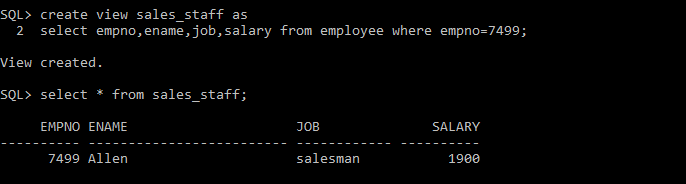 SQL> create view sales_staff as
  2  select empno,ename,job,salary from employee where empno=7499;
View created.
SQL> select * from sales_staff;
     EMPNO ENAME                     JOB              SALARY
---------- ------------------------- ------------ ----------
      7499 Allen                     salesman           1900